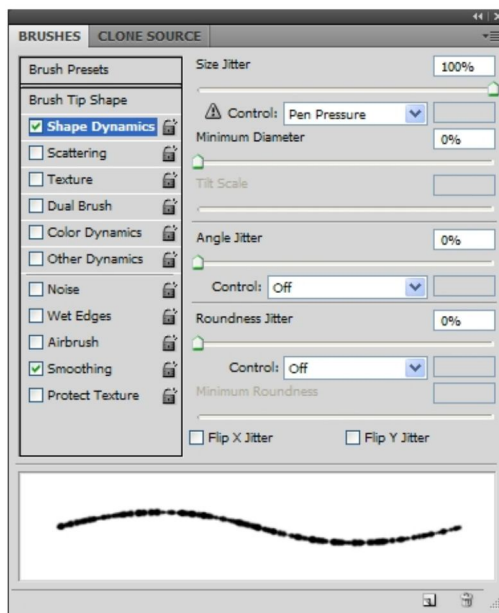 BRUSHES CLONE SOURCE
Brush Presets
Brush Tip Shape
Shape Dynamics
Scattering
Texture
Dual Brush
Color Dynamics
Other Dynamics
Noise
Wet Edges
Airbrush
Smoothing
Protect Texture
Size Jitter 100%
Control: Pen Pressure
Minimum Diameter 0%
Tilt Scale
Angle Jitter 0%
Control: Off
Roundness Jitter 0%
Control: Off
Minimum Roundness
Flip X Jitter Flip Y Jitter